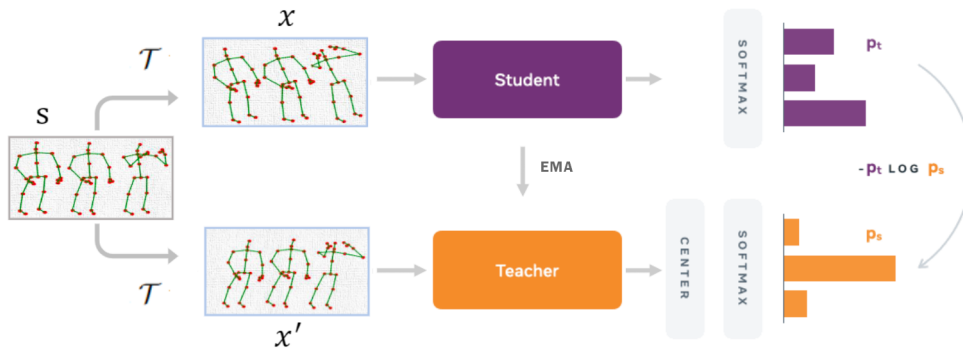 x
𝒯
S
Student
SOFTMAX
pₜ
EMA
-pₜ LOG pₛ
𝒯
x′
Teacher
CENTER
SOFTMAX
pₛ